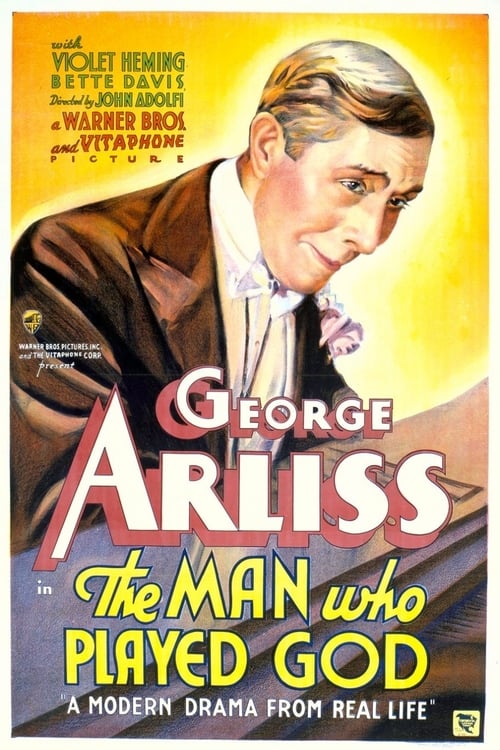 with
VIOLET HEMING
BETTE DAVIS
Directed by JOHN ADOLFI
a WARNER BROS.
and VITAPHONE
PICTURE
WARNER BROS. PICTURES, INC.
and THE VITAPHONE CORP.
present
GEORGE
ARLISS
in
The MAN who
PLAYED GOD
"A MODERN DRAMA FROM REAL LIFE"